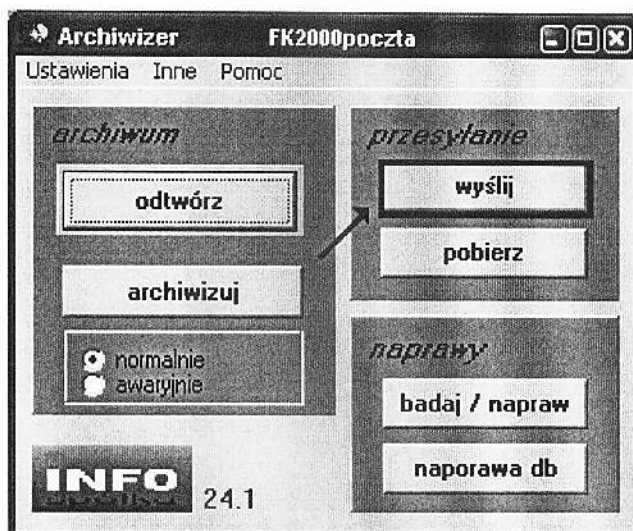 Archiwizer FK2000poczta
Ustawienia Inne Pomoc
archiwum
odtwórz
archiwizuj
normalnie
awaryjnie
przesyłanie
wyślij
pobierz
naprawy
badaj / napraw
naporawa db
INFO
24.1